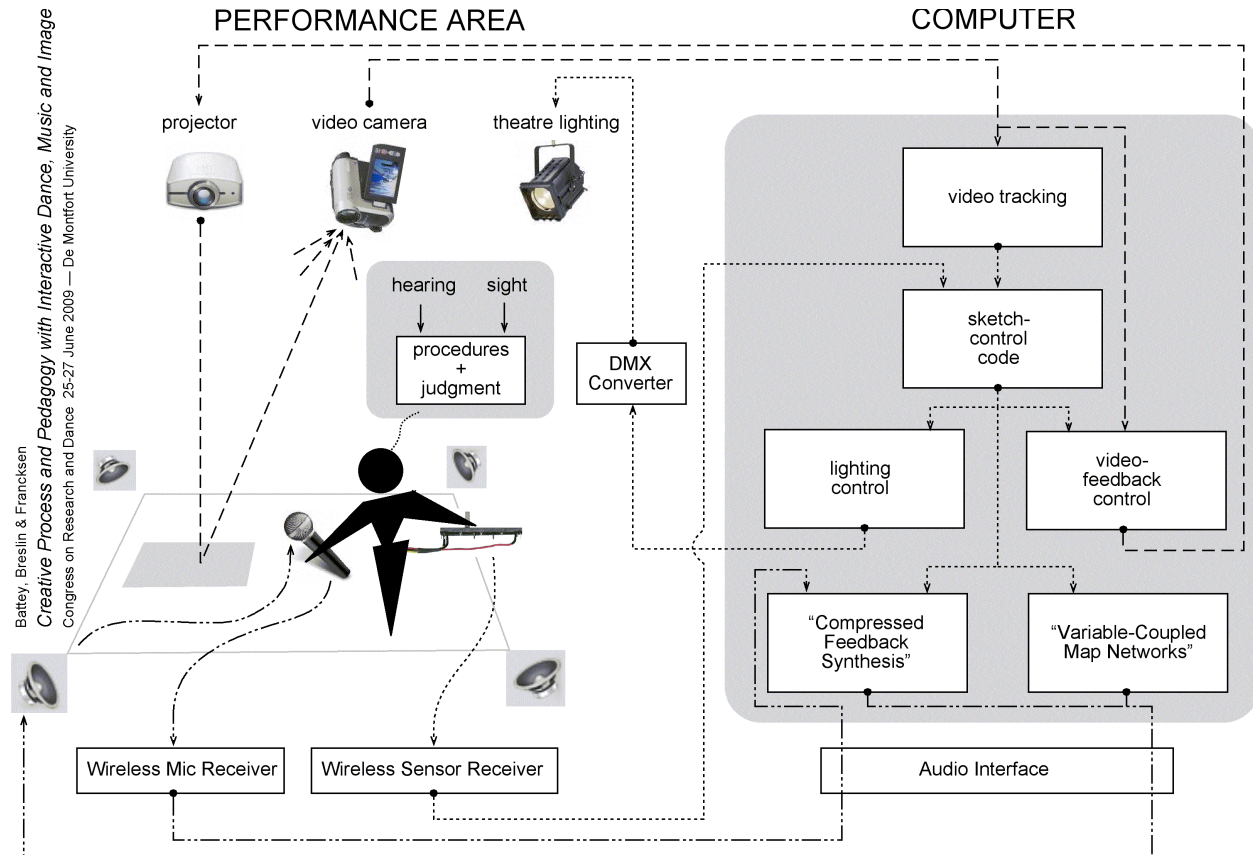 Battey, Breslin & Francksen
Creative Process and Pedagogy with Interactive Dance, Music and Image
Congress on Research and Dance 25-27 June 2009 — De Montfort University
PERFORMANCE AREA
COMPUTER
projector
video camera
theatre lighting
hearing
sight
procedures
+
judgment
DMX
Converter
video tracking
sketch-
control
code
lighting
control
video-
feedback
control
“Compressed
Feedback
Synthesis”
“Variable-Coupled
Map Networks”
Wireless Mic Receiver
Wireless Sensor Receiver
Audio Interface